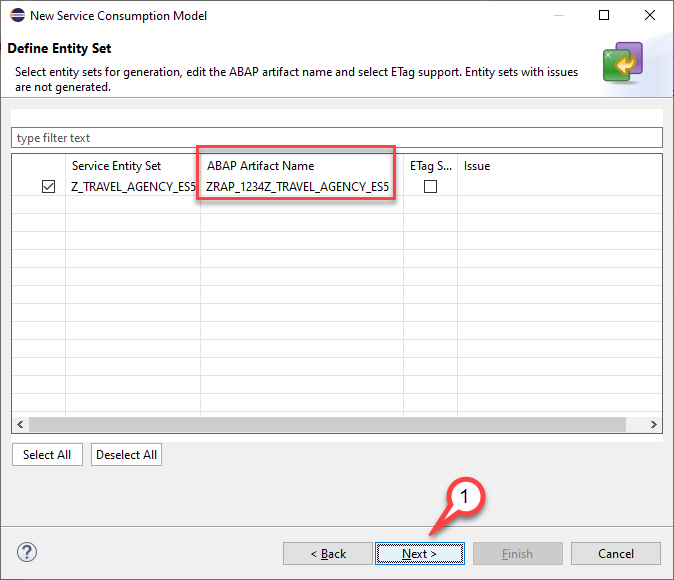 New Service Consumption Model
Define Entity Set
Select entity sets for generation, edit the ABAP artifact name and select ETag support. Entity sets with issues
are not generated.
type filter text
Service Entity Set ABAP Artifact Name ETag S... Issue
Z_TRAVEL_AGENCY_ES5 ZRAP_1234Z_TRAVEL_AGENCY_ES5
Select All Deselect All
1
? < Back Next > Finish Cancel